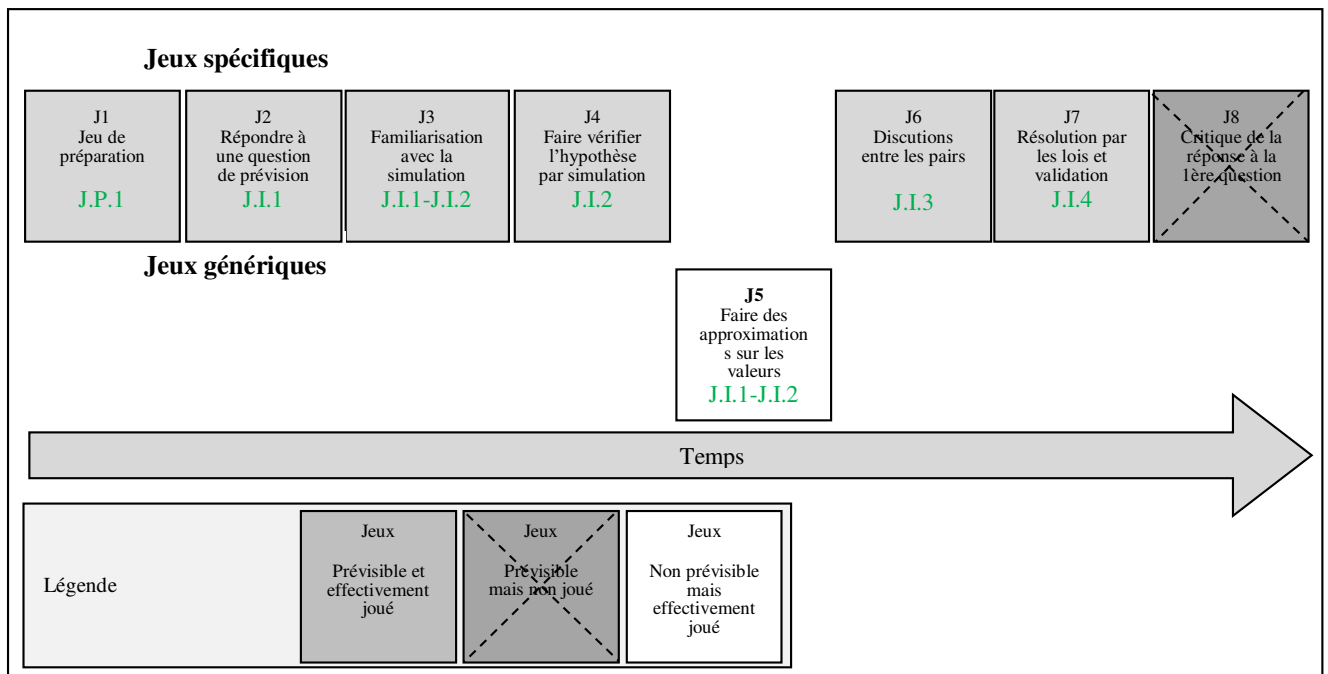 Jeux spécifiques
J1
Jeu de
préparation
J.P.1
J2
Répondre à
une question
de prévision
J.I.1
J3
Familiarisation
avec la
simulation
J.I.1-J.I.2
J4
Faire vérifier
l’hypothèse
par simulation
J.I.2
J6
Discutions
entre les pairs
J.I.3
J7
Résolution par
les lois et
validation
J.I.4
J8
Critique de la
réponse à la
1ère question
Jeux génériques
J5
Faire des
approximation
s sur les
valeurs
J.I.1-J.I.2
Temps
Légende
Jeux
Prévisible et
effectivement
joué
Jeux
Prévisible
mais non joué
Jeux
Non prévisible
mais
effectivement
joué